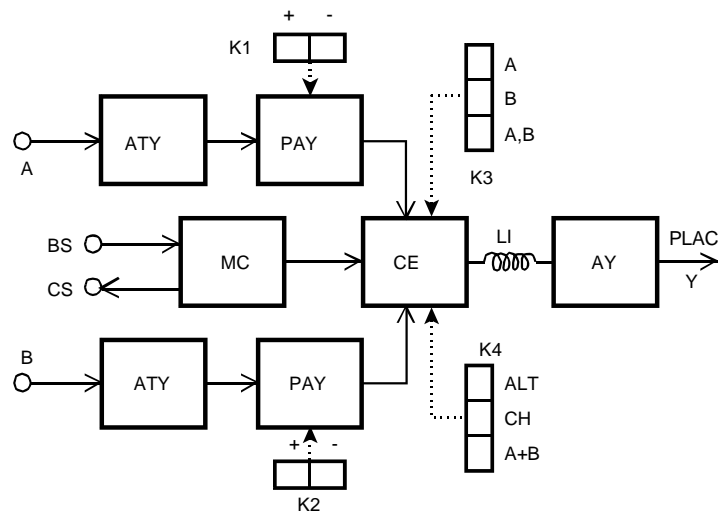 + -
K1
A
B
A,B
K3
ATY
PAY
A
BS
CS
MC
CE
LI
AY
PLAC
Y
B
ATY
PAY
K4
ALT
CH
A+B
+ -
K2